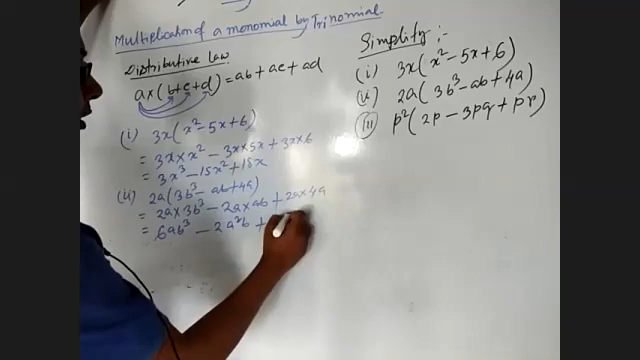 Multiplication of a monomial by Trinomial
Distributive law
a×(b+c+d) = ab+ac+ad
(i) 3x(x²-5x+6)
= 3x×x² - 3x×5x + 3x×6
= 3x³-15x²+18x
(ii) 2a(3b³-ab+4a)
= 2a×3b³-2a×ab+2a×4a
= 6ab³-2a²b+
Simplify:-
(i) 3x(x²-5x+6)
(ii) 2a(3b³-ab+4a)
(iii) p²(2p-3pq+pr)